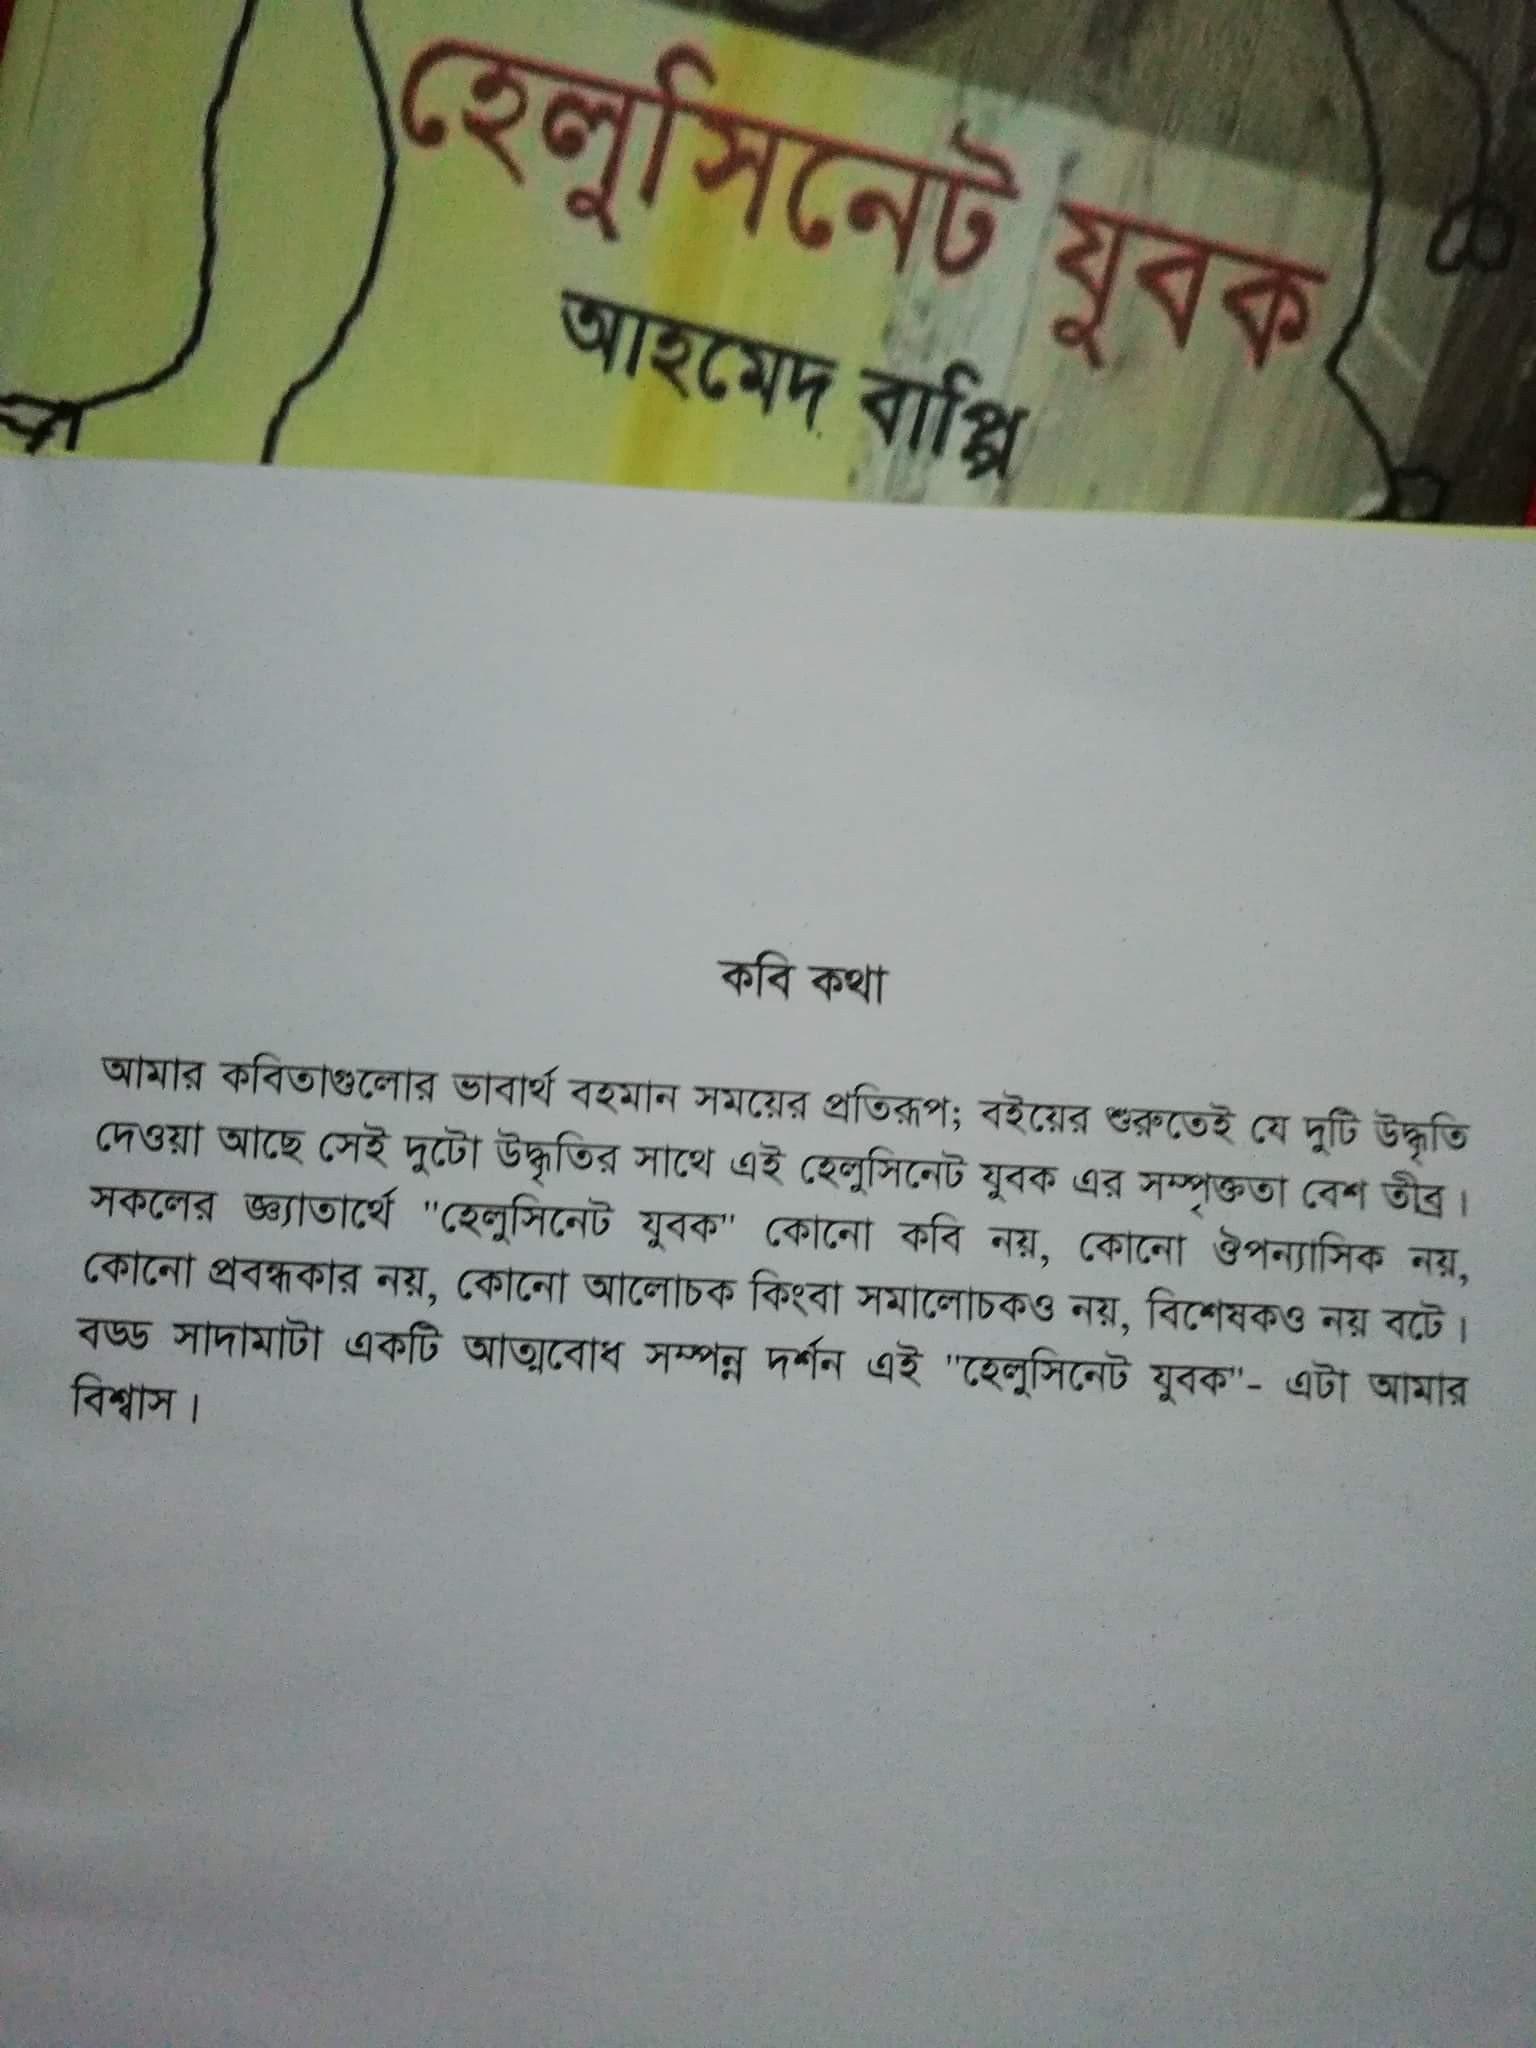 হেলুসিনেট যুবক
আহমেদ বাপ্পি
কবি কথা
আমার কবিতাগুলোর ভাবার্থ বহমান সময়ের প্রতিরূপ; বইয়ের শুরুতেই যে দুটি উদ্ধৃতি
দেওয়া আছে সেই দুটো উদ্ধৃতির সাথে এই হেলুসিনেট যুবক এর সম্পৃক্ততা বেশ তীব্র।
সকলের জ্ঞ্যাতার্থে "হেলুসিনেট যুবক" কোনো কবি নয়, কোনো ঔপন্যাসিক নয়,
কোনো প্রবন্ধকার নয়, কোনো আলোচক কিংবা সমালোচকও নয়, বিশেষকও নয় বটে।
বড্ড সাদামাটা একটি আত্মবোধ সম্পন্ন দর্শন এই "হেলুসিনেট যুবক"- এটা আমার
বিশ্বাস।